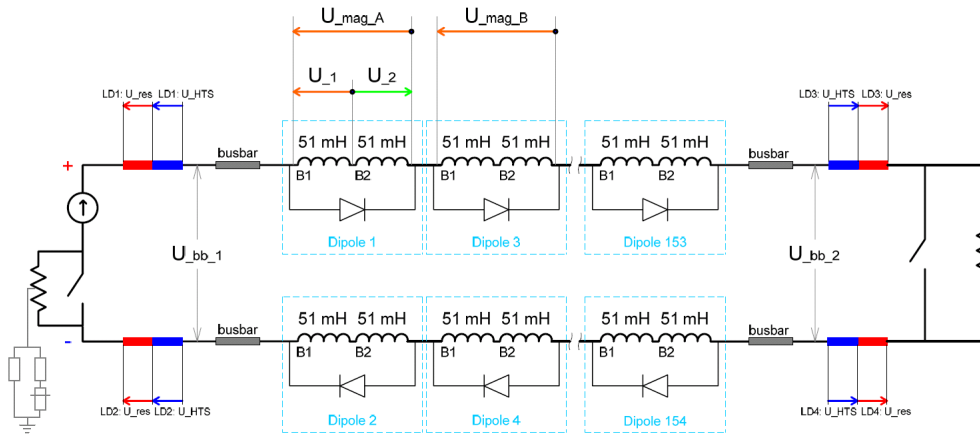 U_mag_A U_mag_B
U_1 U_2
LD1: U_res LD1: U_HTS LD3: U_HTS LD3: U_res
51 mH 51 mH 51 mH 51 mH 51 mH 51 mH
busbar busbar
+
B1 B2 B1 B2 B1 B2
Dipole 1 Dipole 3 Dipole 153
U_bb_1 U_bb_2
51 mH 51 mH 51 mH 51 mH 51 mH 51 mH
busbar busbar
-
B1 B2 B1 B2 B1 B2
LD2: U_res LD2: U_HTS LD4: U_HTS LD4: U_res
Dipole 2 Dipole 4 Dipole 154